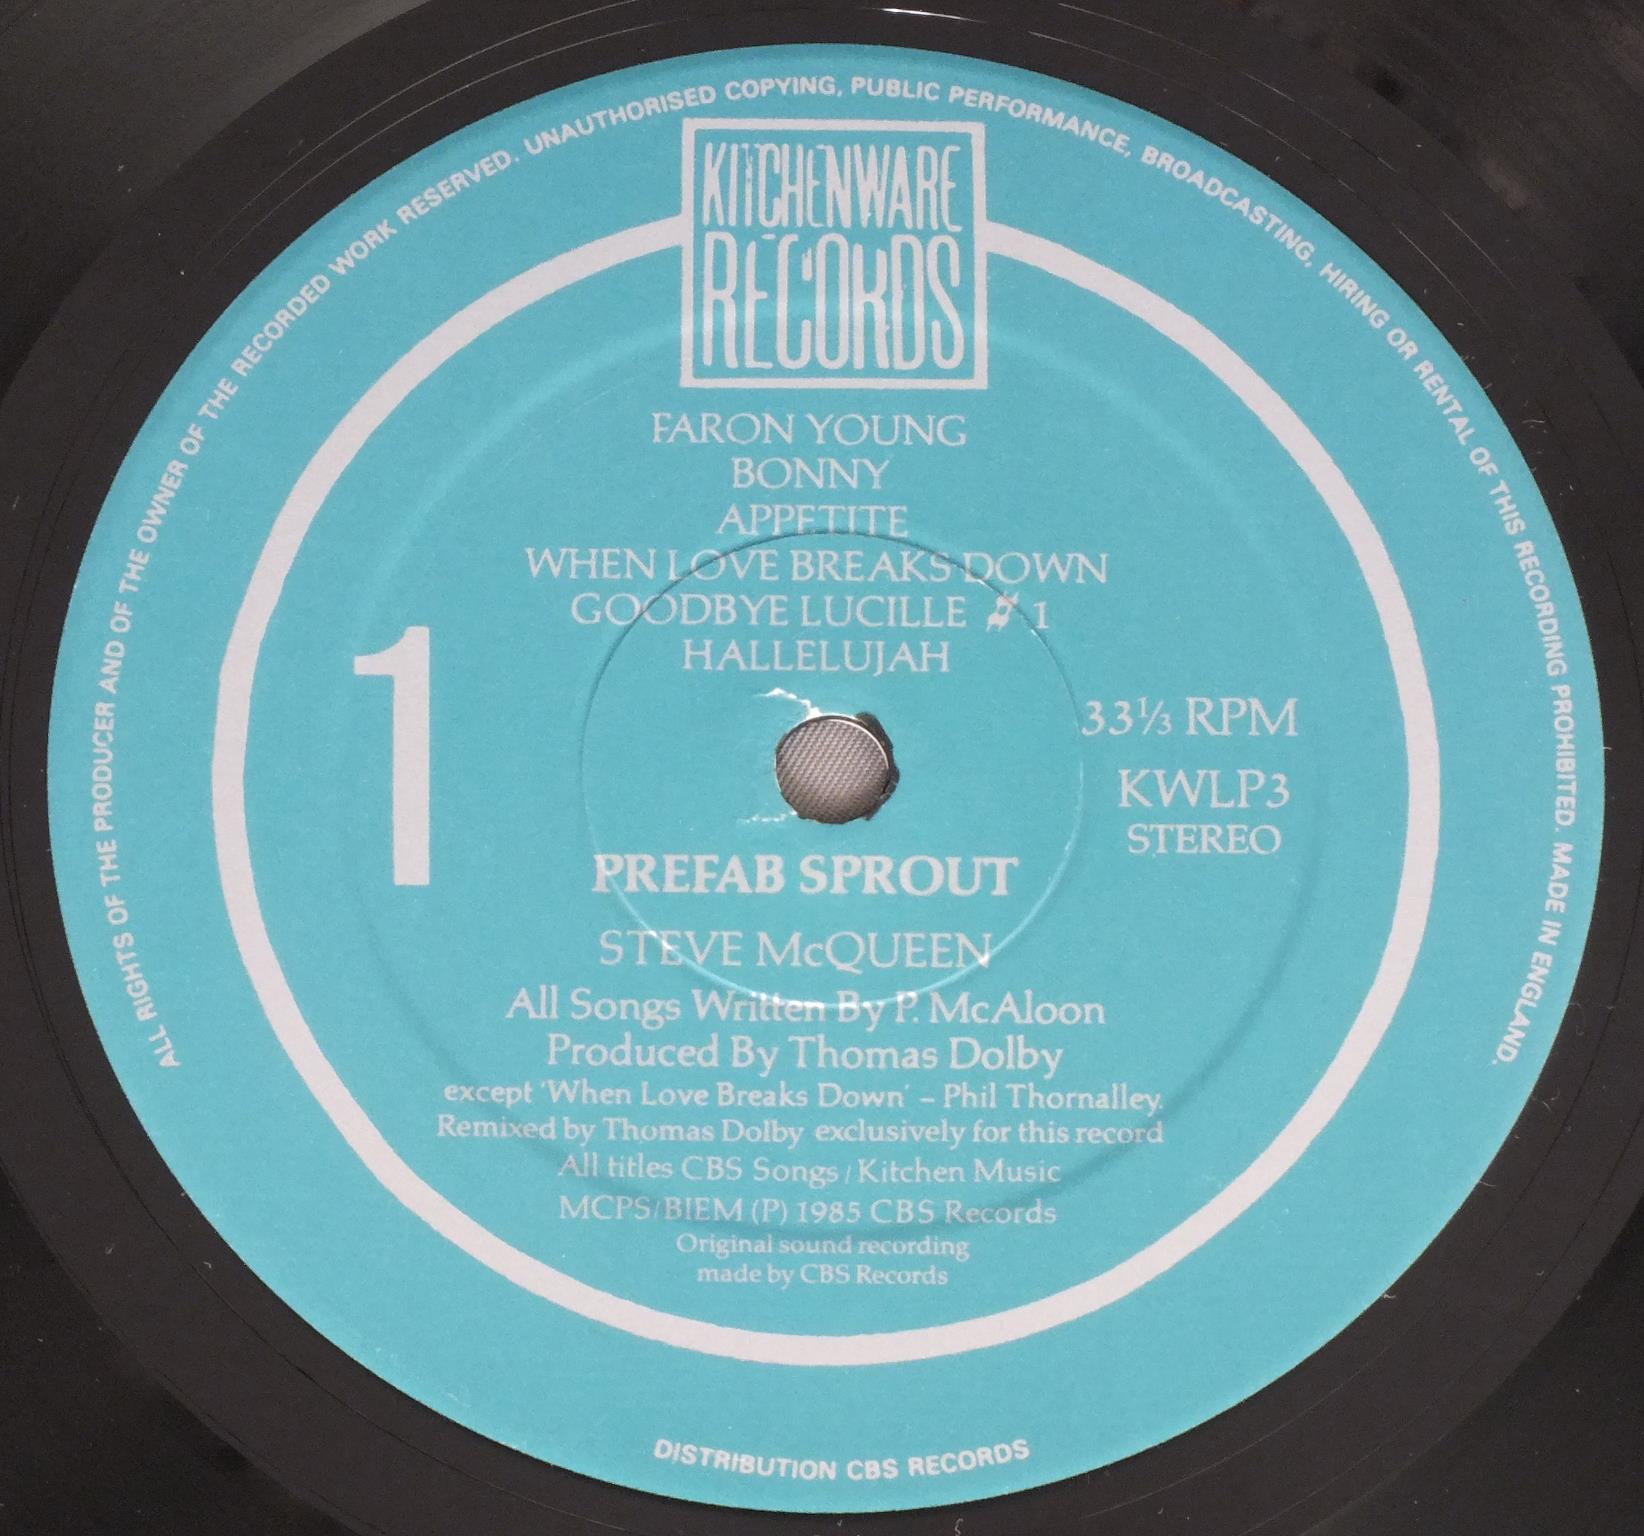 ALL RIGHTS OF THE PRODUCER AND OF THE OWNER OF THE RECORDED WORK RESERVED. UNAUTHORISED COPYING, PUBLIC PERFORMANCE, BROADCASTING, HIRING OR RENTAL OF THIS RECORDING PROHIBITED. MADE IN ENGLAND.
KITCHENWARE
RECORDS
FARON YOUNG
BONNY
APPETITE
WHEN LOVE BREAKS DOWN
GOODBYE LUCILLE # 1
HALLELUJAH
1
33⅓ RPM
KWLP3
STEREO
PREFAB SPROUT
STEVE McQUEEN
All Songs Written By P. McAloon
Produced By Thomas Dolby
except 'When Love Breaks Down' – Phil Thornalley.
Remixed by Thomas Dolby exclusively for this record
All titles CBS Songs / Kitchen Music
MCPS/BIEM (P) 1985 CBS Records
Original sound recording
made by CBS Records
DISTRIBUTION CBS RECORDS